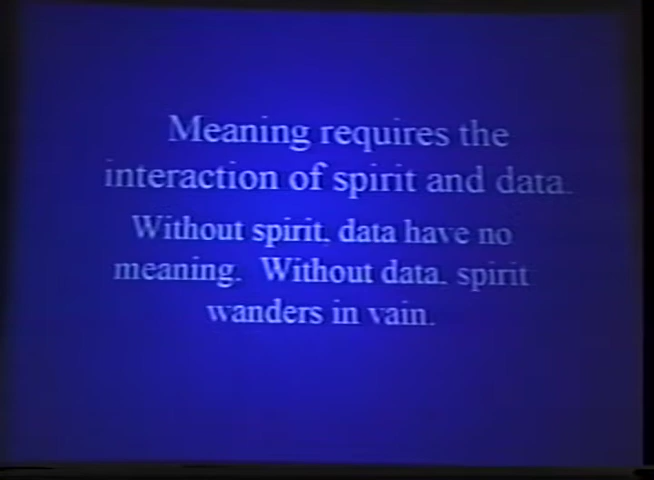 Meaning requires the
interaction of spirit and data.
Without spirit, data have no
meaning.  Without data, spirit
wanders in vain.